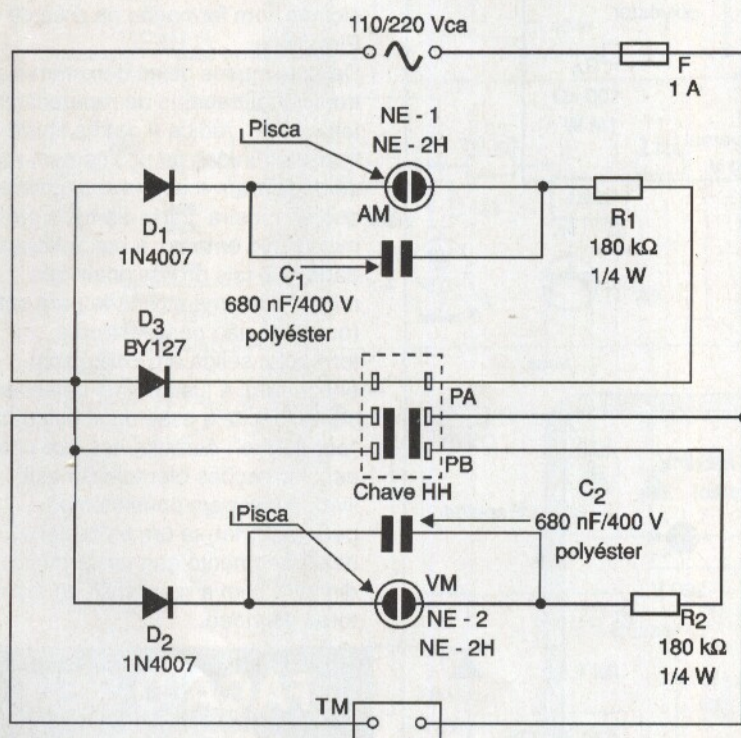 110/220 Vca
F
1 A
NE - 1
NE - 2H
Pisca
AM
D1
1N4007
R1
180 kΩ
1/4 W
C1
680 nF/400 V
polyéster
D3
BY127
PA
PB
Chave HH
C2
680 nF/400 V
polyéster
Pisca
VM
NE - 2
NE - 2H
D2
1N4007
R2
180 kΩ
1/4 W
TM